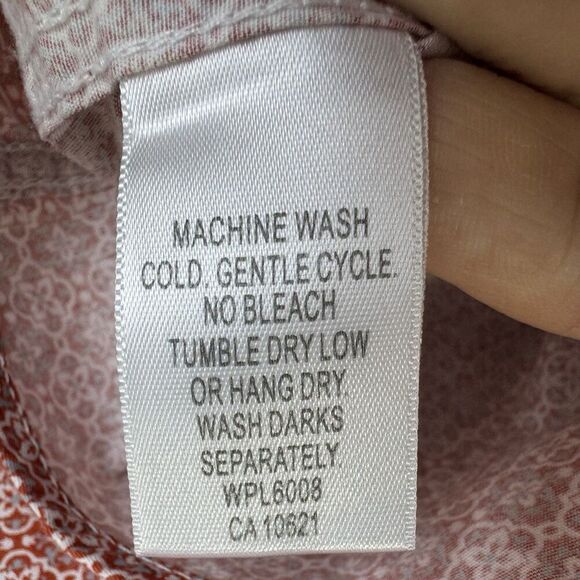 MACHINE WASH
COLD. GENTLE CYCLE.
NO BLEACH
TUMBLE DRY LOW
OR HANG DRY
WASH DARKS
SEPARATELY.
WPL6008
CA 10621